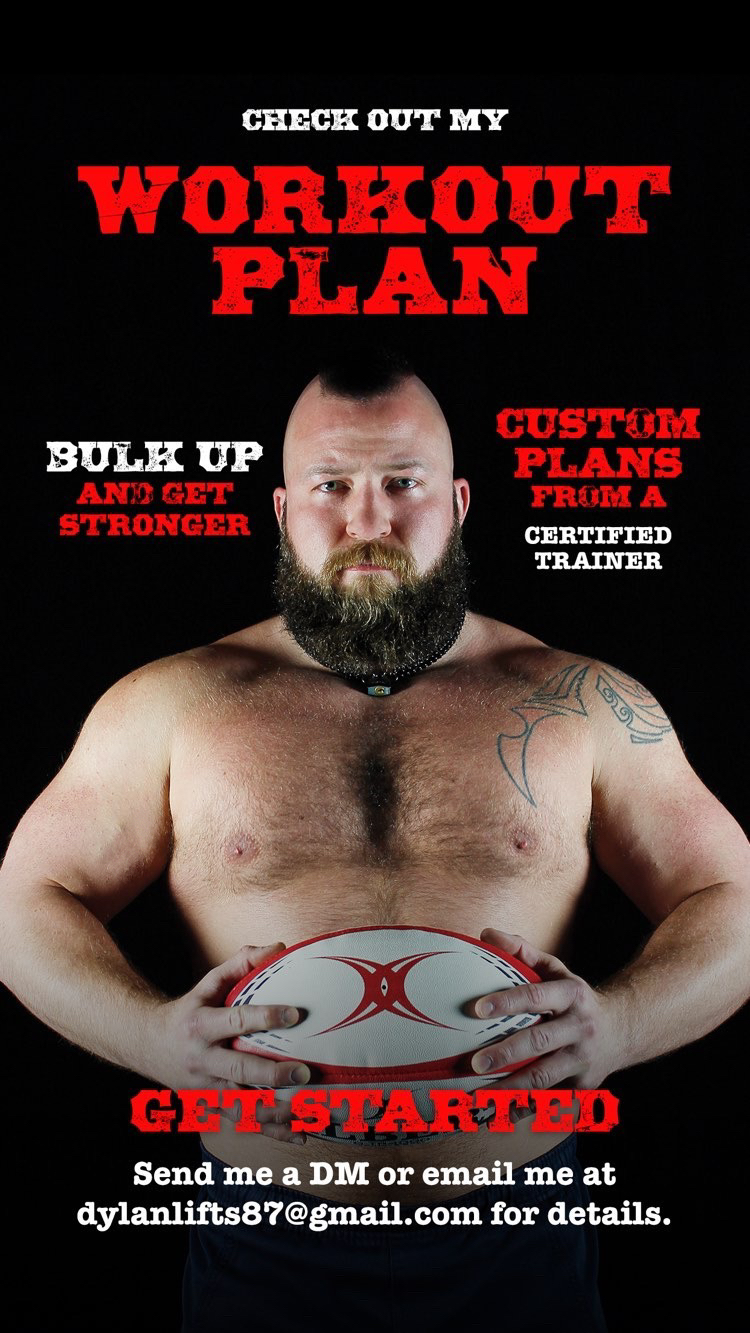 CHECK OUT MY
WORKOUT
PLAN
BULK UP
AND GET
STRONGER
CUSTOM
PLANS
FROM A
CERTIFIED
TRAINER
GET STARTED
Send me a DM or email me at
dylanlifts87@gmail.com for details.